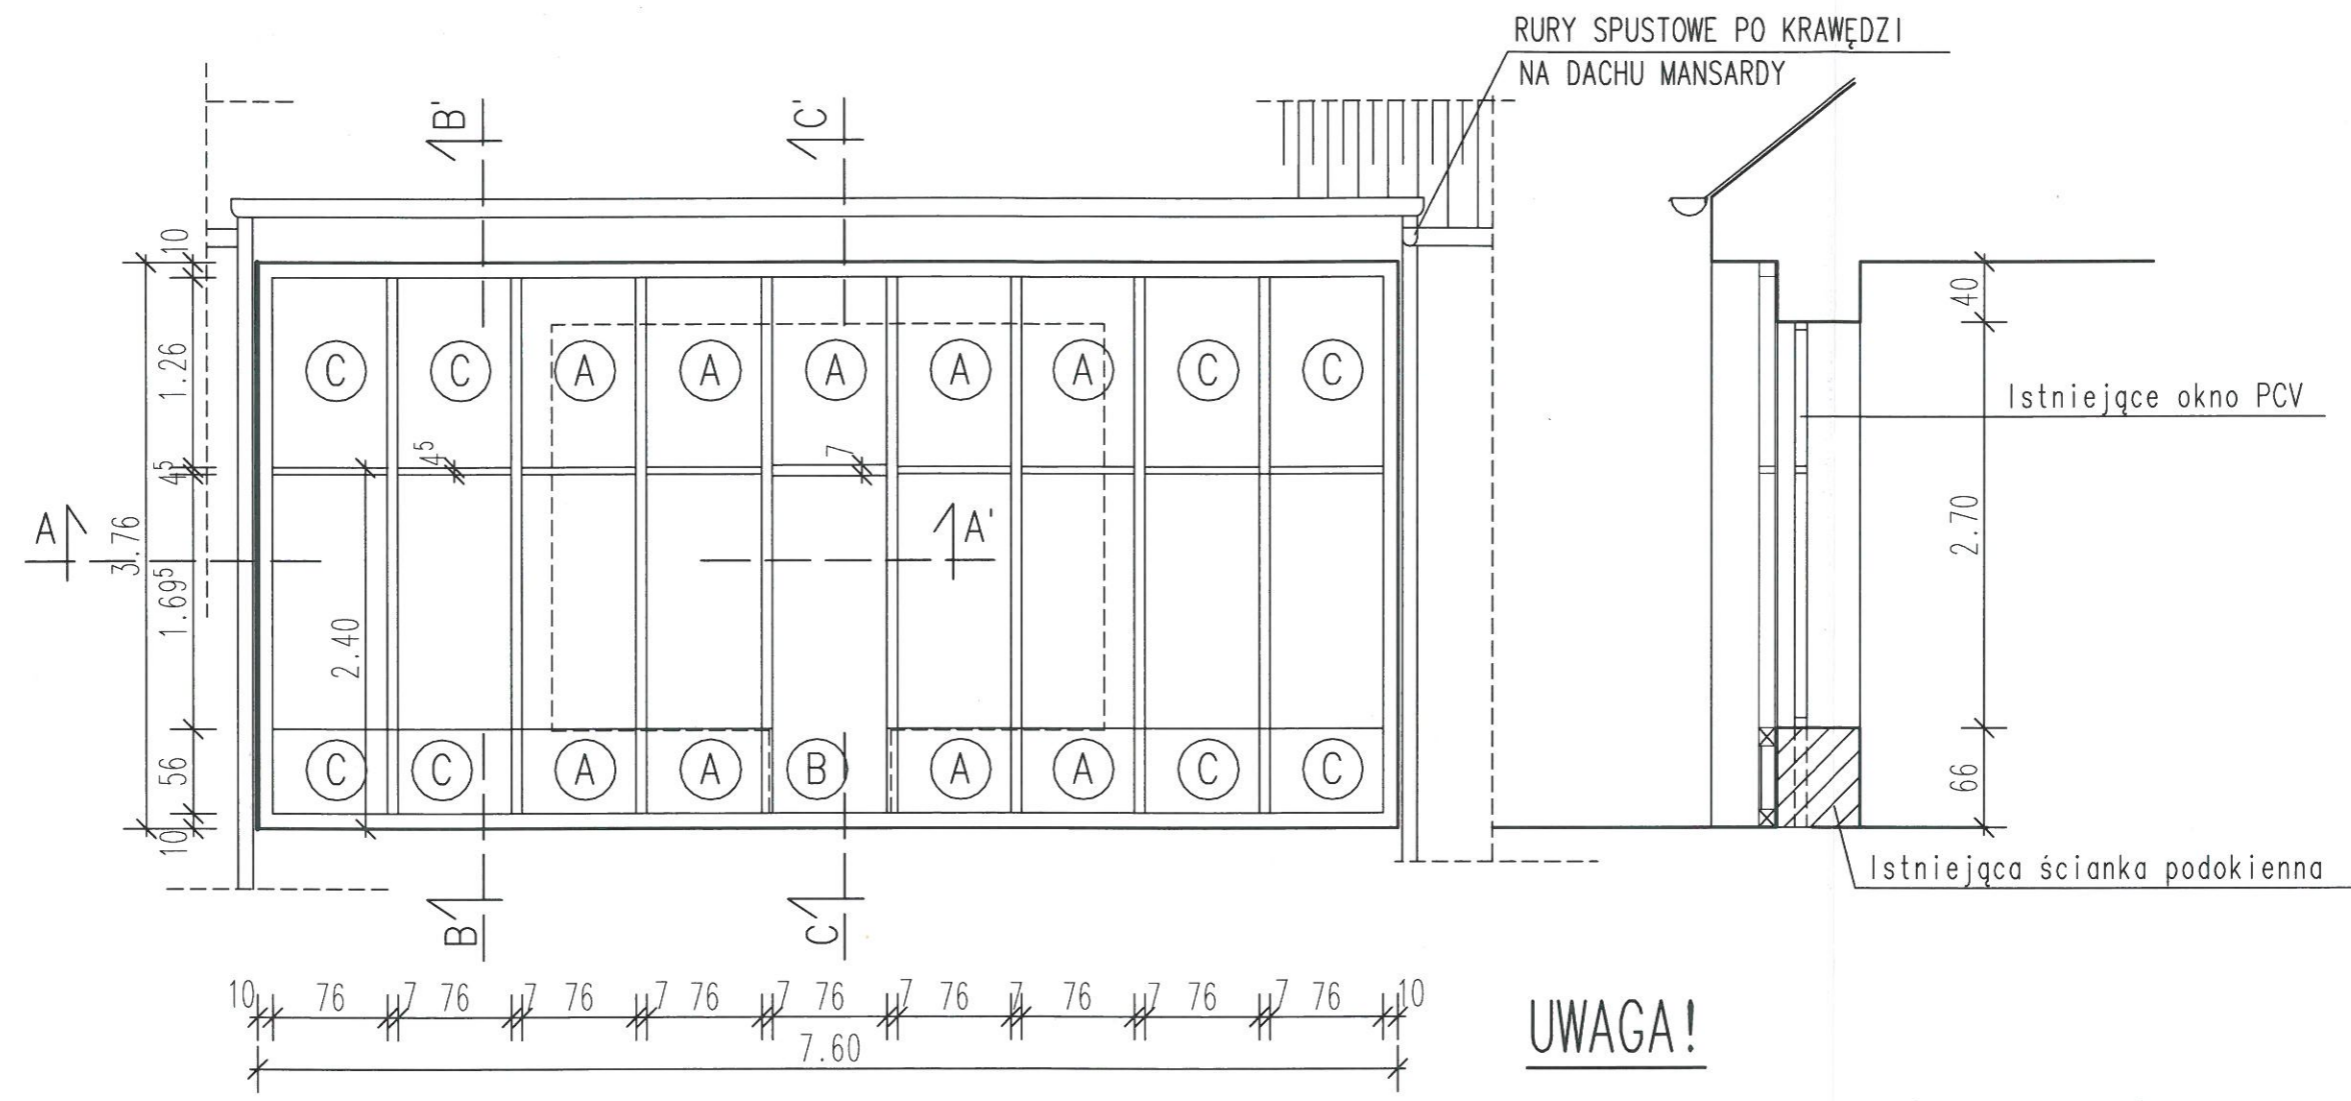 RURY SPUSTOWE PO KRAWĘDZI
NA DACHU MANSARDY
B'
C'
10
40
1.26
C
C
A
A
A
A
A
C
C
Istniejące okno PCV
4⁵
7
4⁵
A
A'
3.76
2.70
1.69⁵
2.40
56
C
C
A
A
B
A
A
C
C
66
10
Istniejąca ścianka podokienna
B
C
10 76 7 76 7 76 7 76 7 76 7 76 7 76 7 76 7 76 10
7.60
UWAGA!